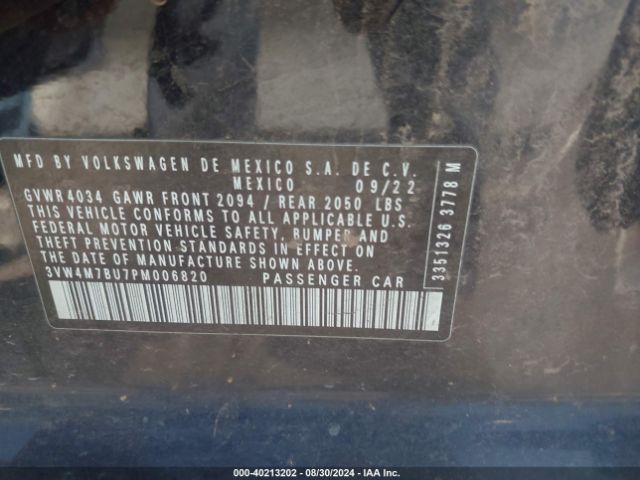 MFD BY VOLKSWAGEN DE MEXICO S.A. DE C.V.
MEXICO 09/22
GVWR 4034 GAWR FRONT 2094 / REAR 2050 LBS
THIS VEHICLE CONFORMS TO ALL APPLICABLE U.S.
FEDERAL MOTOR VEHICLE SAFETY, BUMPER AND
THEFT PREVENTION STANDARDS IN EFFECT ON
THE DATE OF MANUFACTURE SHOWN ABOVE
3VW4M7BU7PM006820 PASSENGER CAR
3351326 3778 M
333-40213202 - 08/30/2024 - IAA Inc.